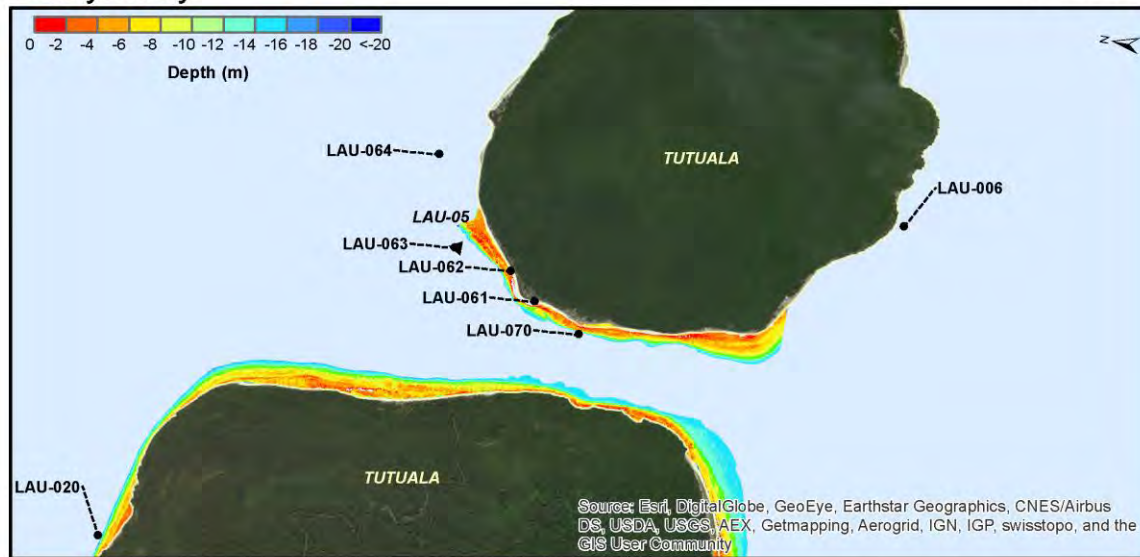 0 -2 -4 -6 -8 -10 -12 -14 -16 -18 -20 <-20
Depth (m)
N
LAU-064
TUTUALA
LAU-006
LAU-05
LAU-063
LAU-062
LAU-061
LAU-070
TUTUALA
LAU-020
Source: Esri, DigitalGlobe, GeoEye, Earthstar Geographics, CNES/Airbus
DS, USDA, USGS, AEX, Getmapping, Aerogrid, IGN, IGP, swisstopo, and the
GIS User Community